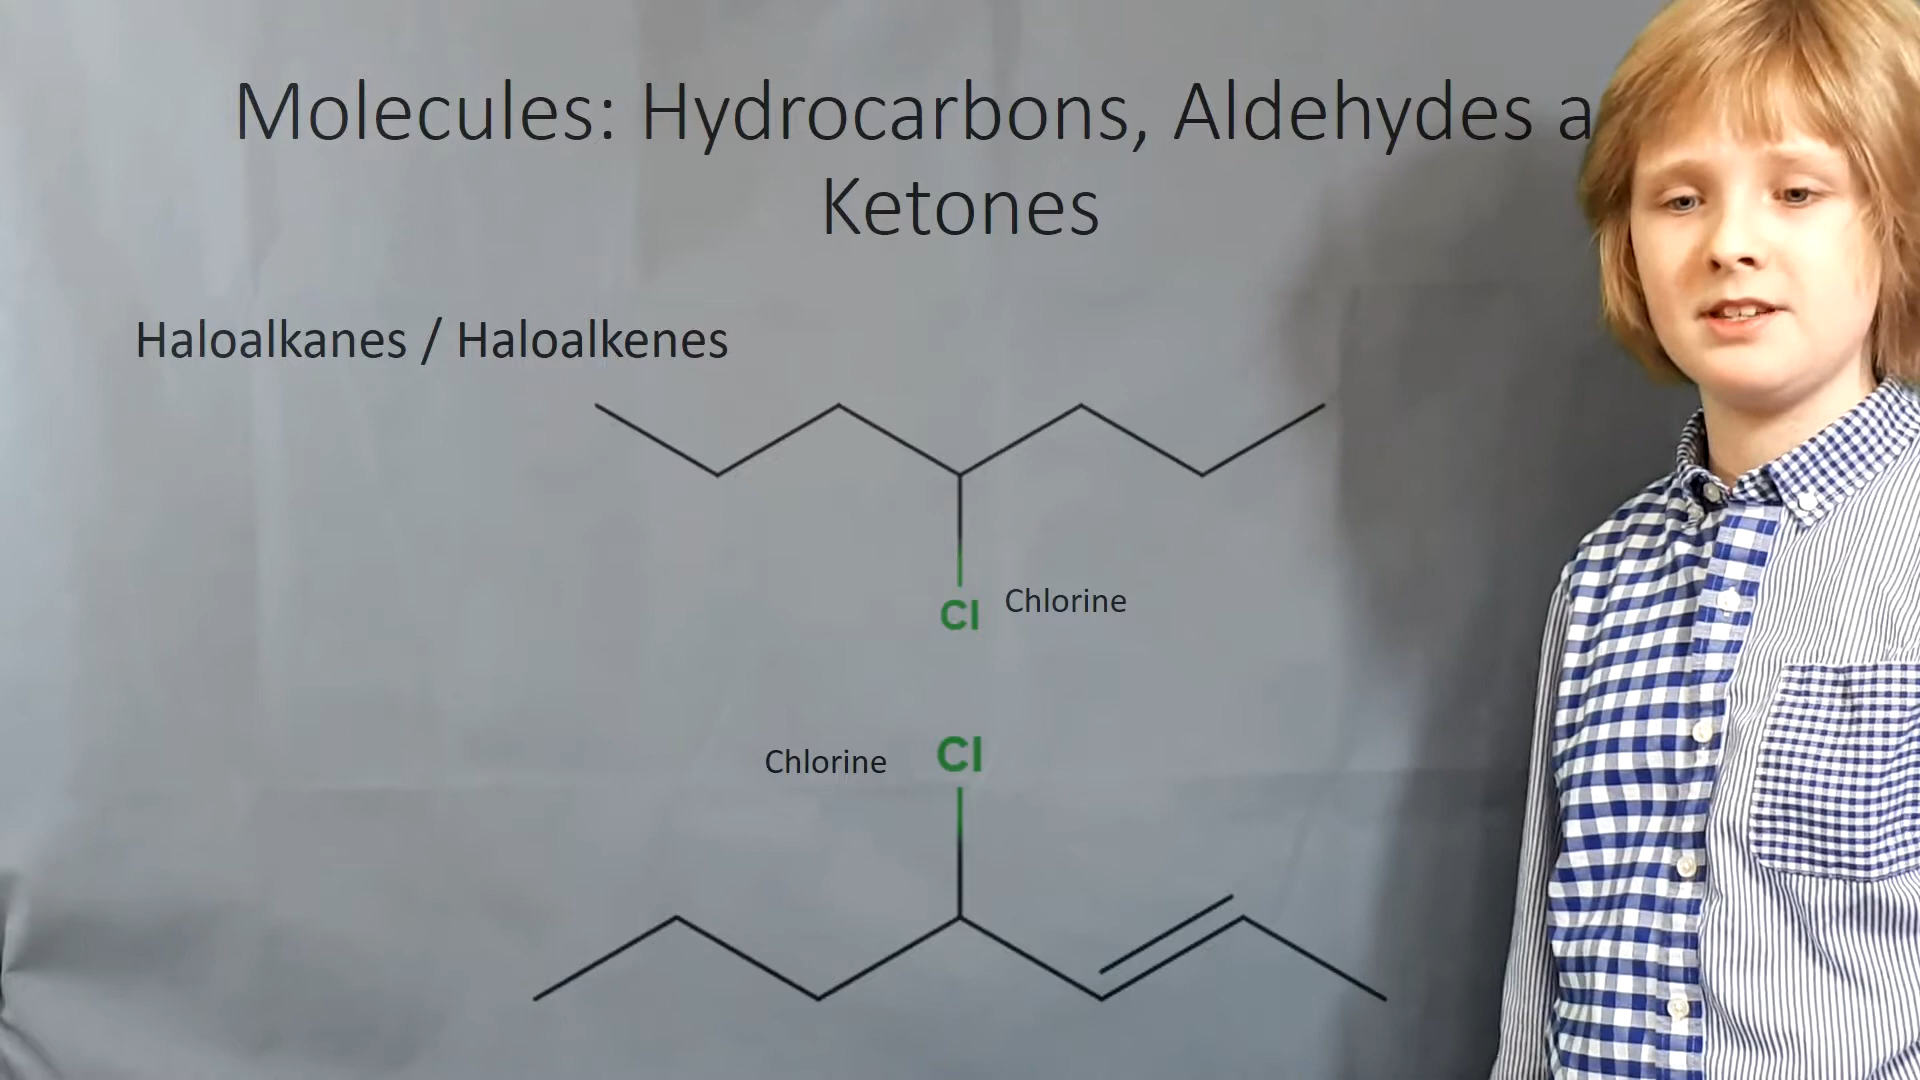 Molecules: Hydrocarbons, Aldehydes a
Ketones
Haloalkanes / Haloalkenes
Cl Chlorine
Chlorine Cl